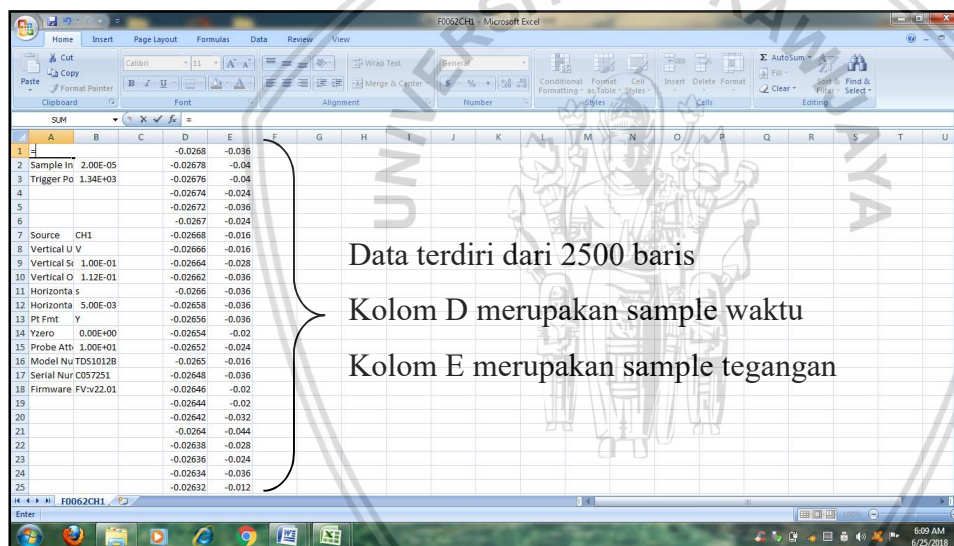 F0062CH1 - Microsoft Excel
Home Insert Page Layout Formulas Data Review View
Cut
Copy
Format Painter
Paste
Calibri 11
Wrap Text
Merge & Center
General
Conditional Formatting
Format as Table
Cell Styles
Insert Delete Format
AutoSum
Fill
Clear
Sort & Filter
Find & Select
Clipboard Font Alignment Number Styles Cells Editing
SUM =
A B C D E F G H I J K L M N O P Q R S T U
1 = -0.0268 -0.036
2 Sample In 2.00E-05 -0.02678 -0.04
3 Trigger Po 1.34E+03 -0.02676 -0.04
4 -0.02674 -0.024
5 -0.02672 -0.036
6 -0.0267 -0.024
7 Source CH1 -0.02668 -0.016
8 Vertical U V -0.02666 -0.016
9 Vertical Sc 1.00E-01 -0.02664 -0.028
10 Vertical O 1.12E-01 -0.02662 -0.036
11 Horizonta s -0.0266 -0.036
12 Horizonta 5.00E-03 -0.02658 -0.036
13 Pt Fmt Y -0.02656 -0.036
14 Yzero 0.00E+00 -0.02654 -0.02
15 Probe Att 1.00E+01 -0.02652 -0.024
16 Model Nu TDS1012B -0.0265 -0.016
17 Serial Nur C057251 -0.02648 -0.036
18 Firmware FV:v22.01 -0.02646 -0.02
19 -0.02644 -0.02
20 -0.02642 -0.032
21 -0.0264 -0.044
22 -0.02638 -0.028
23 -0.02636 -0.024
24 -0.02634 -0.036
25 -0.02632 -0.012
Data terdiri dari 2500 baris
Kolom D merupakan sample waktu
Kolom E merupakan sample tegangan
F0062CH1
Enter 100%
6:09 AM
6/25/2018